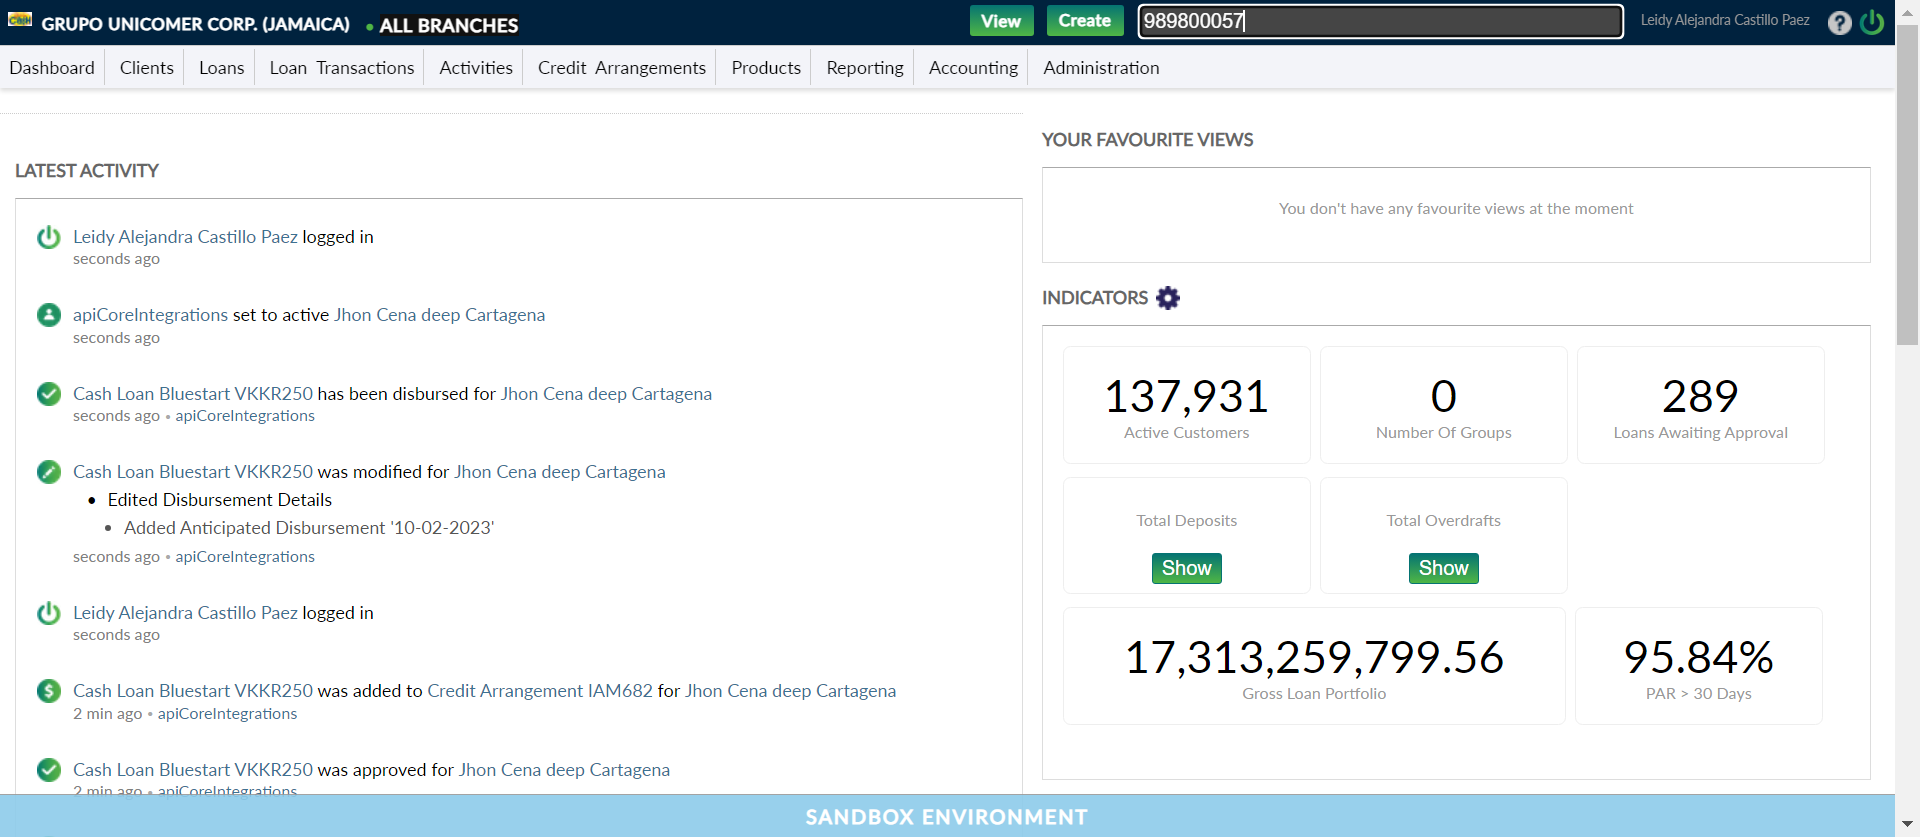 Cash
GRUPO UNICOMER CORP. (JAMAICA) • ALL BRANCHES
View Create 989800057 Leidy Alejandra Castillo Paez ?
Dashboard Clients Loans Loan Transactions Activities Credit Arrangements Products Reporting Accounting Administration
LATEST ACTIVITY
Leidy Alejandra Castillo Paez logged in
seconds ago
apiCoreIntegrations set to active Jhon Cena deep Cartagena
seconds ago
Cash Loan Bluestart VKKR250 has been disbursed for Jhon Cena deep Cartagena
seconds ago • apiCoreIntegrations
Cash Loan Bluestart VKKR250 was modified for Jhon Cena deep Cartagena
• Edited Disbursement Details
• Added Anticipated Disbursement '10-02-2023'
seconds ago • apiCoreIntegrations
Leidy Alejandra Castillo Paez logged in
seconds ago
$ Cash Loan Bluestart VKKR250 was added to Credit Arrangement IAM682 for Jhon Cena deep Cartagena
2 min ago • apiCoreIntegrations
Cash Loan Bluestart VKKR250 was approved for Jhon Cena deep Cartagena
2 min ago • apiCoreIntegrations
YOUR FAVOURITE VIEWS
You don't have any favourite views at the moment
INDICATORS
137,931
Active Customers
0
Number Of Groups
289
Loans Awaiting Approval
Total Deposits
Show
Total Overdrafts
Show
17,313,259,799.56
Gross Loan Portfolio
95.84%
PAR > 30 Days
SANDBOX ENVIRONMENT